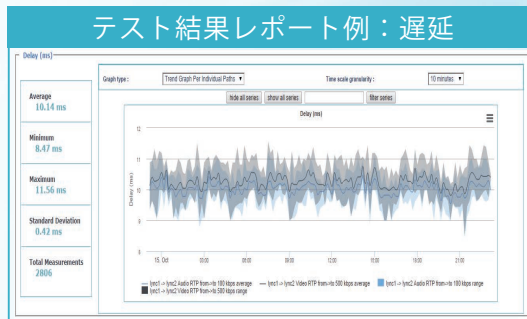 テスト結果レポート例：遅延
Delay (ms)
Graph type :
Trend Graph Per Individual Paths
Time scale granularity :
10 minutes
hide all series
show all series
filter series
Average
10.14 ms
Minimum
8.47 ms
Maximum
11.56 ms
Standard Deviation
0.42 ms
Total Measurements
2806
Delay (ms)
Delay (ms)
12
11
10
9
8
15. Oct
03:00
06:00
09:00
12:00
15:00
18:00
21:00
lync1 -> lync2 Audio RTP from->to 100 kbps average
lync1 -> lync2 Video RTP from->to 500 kbps average
lync1 -> lync2 Audio RTP from->to 100 kbps range
lync1 -> lync2 Video RTP from->to 500 kbps range